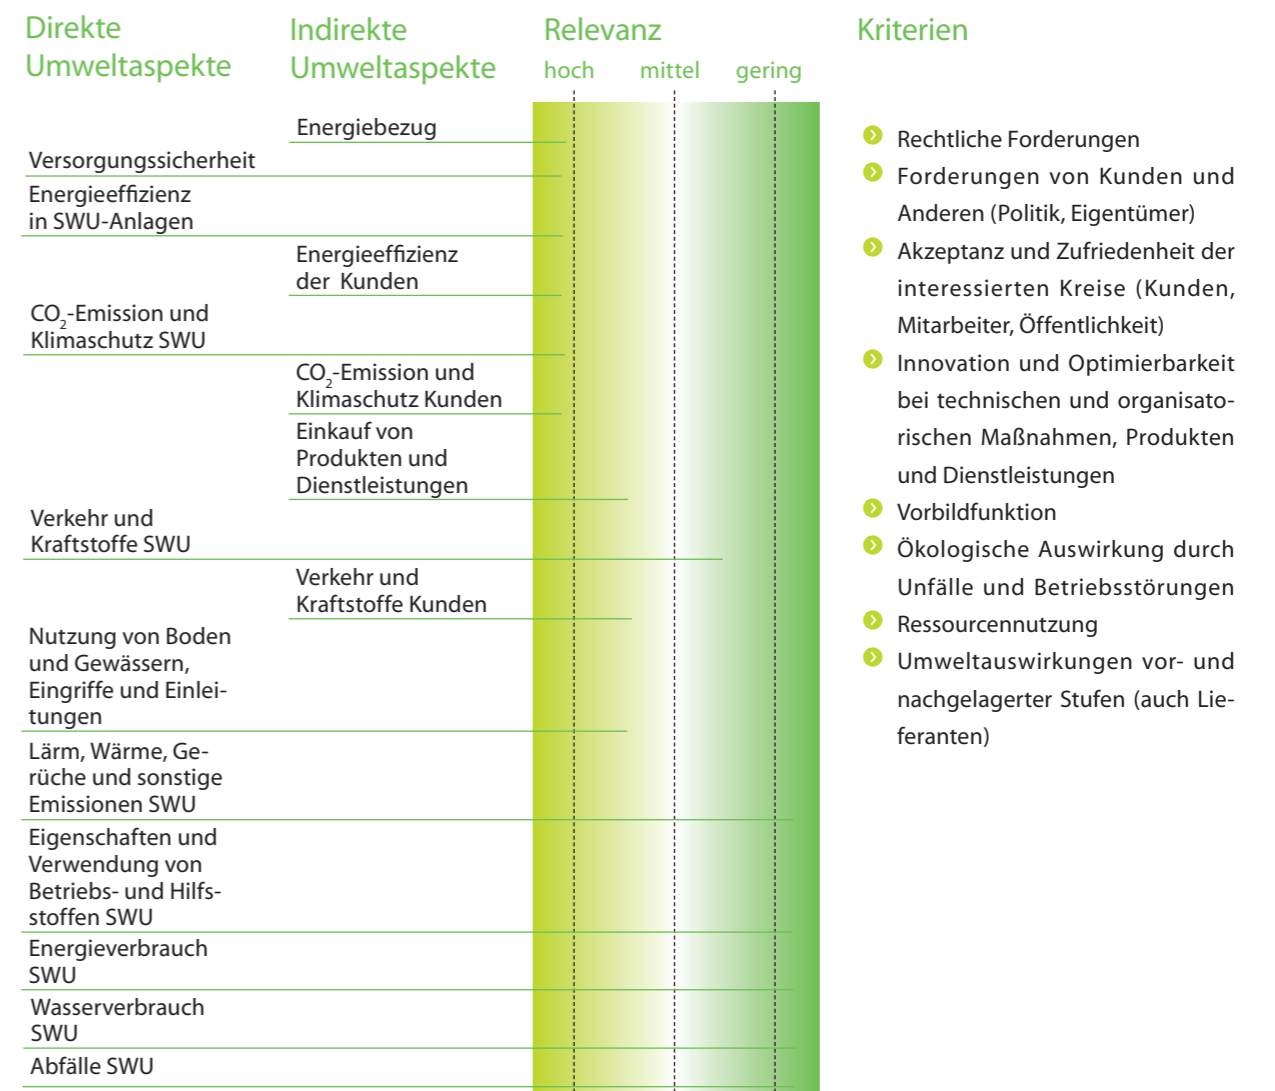 Direkte
Umweltaspekte
Indirekte
Umweltaspekte
Relevanz
hoch mittel gering
Kriterien
Energiebezug
Versorgungssicherheit
Energieeffizienz
in SWU-Anlagen
Energieeffizienz
der Kunden
CO₂-Emission und
Klimaschutz SWU
CO₂-Emission und
Klimaschutz Kunden
Einkauf von
Produkten und
Dienstleistungen
Verkehr und
Kraftstoffe SWU
Verkehr und
Kraftstoffe Kunden
Nutzung von Boden
und Gewässern,
Eingriffe und Einlei-
tungen
Lärm, Wärme, Ge-
rüche und sonstige
Emissionen SWU
Eigenschaften und
Verwendung von
Betriebs- und Hilfs-
stoffen SWU
Energieverbrauch
SWU
Wasserverbrauch
SWU
Abfälle SWU
Rechtliche Forderungen
Forderungen von Kunden und
Anderen (Politik, Eigentümer)
Akzeptanz und Zufriedenheit der
interessierten Kreise (Kunden,
Mitarbeiter, Öffentlichkeit)
Innovation und Optimierbarkeit
bei technischen und organisato-
rischen Maßnahmen, Produkten
und Dienstleistungen
Vorbildfunktion
Ökologische Auswirkung durch
Unfälle und Betriebsstörungen
Ressourcennutzung
Umweltauswirkungen vor- und
nachgelagerter Stufen (auch Lie-
feranten)